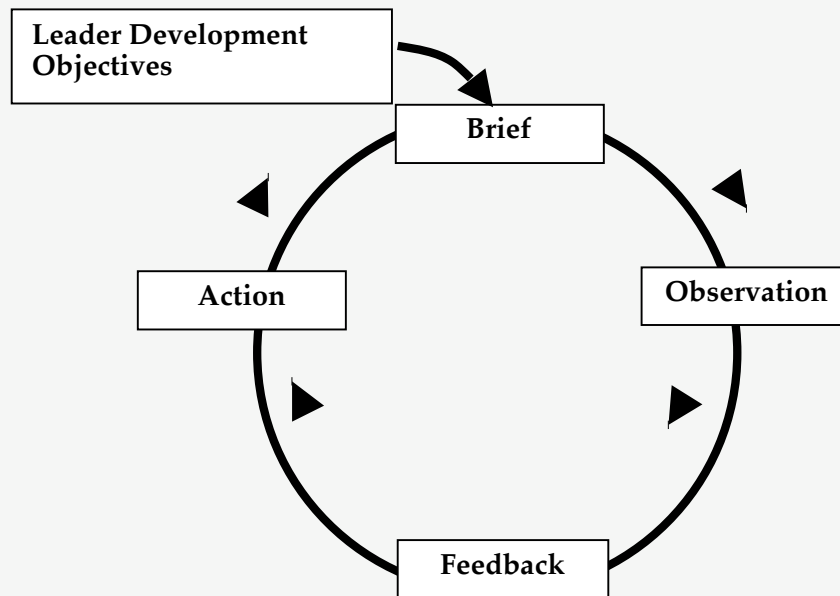 Leader Development
Objectives
Brief
Action
Observation
Feedback